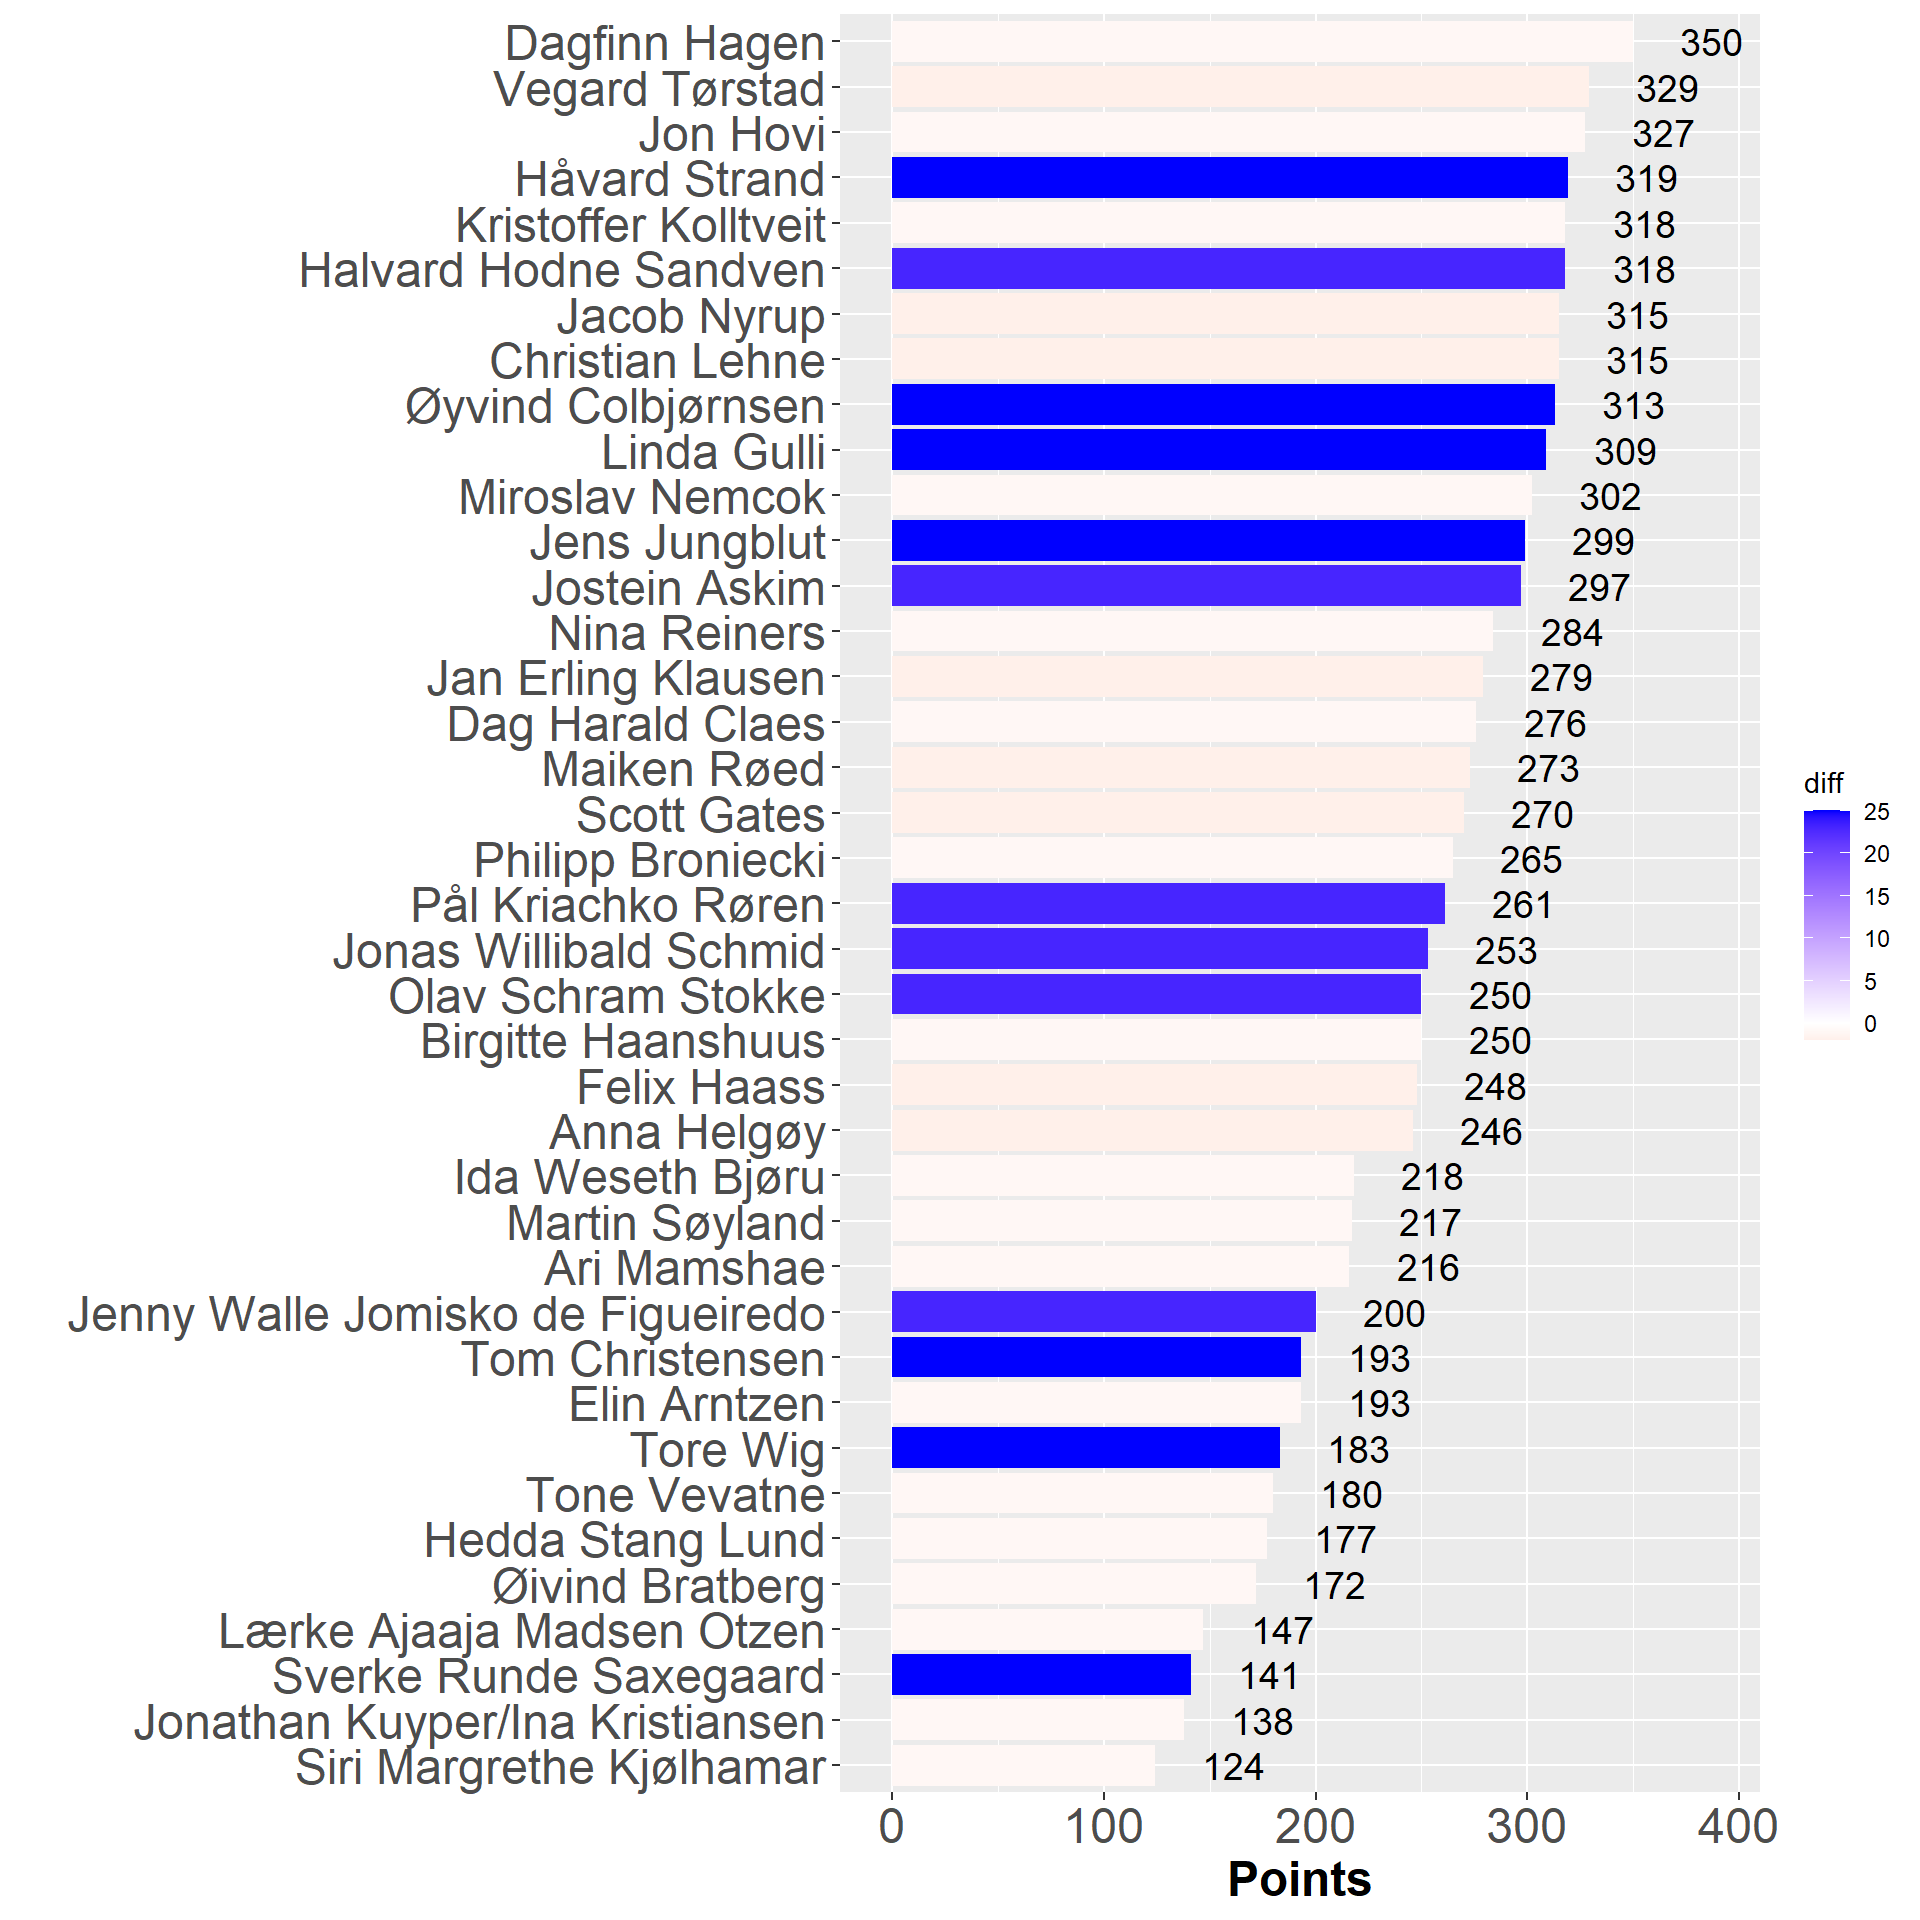 Dagfinn Hagen 350
Vegard Tørstad 329
Jon Hovi 327
Håvard Strand 319
Kristoffer Kolltveit 318
Halvard Hodne Sandven 318
Jacob Nyrup 315
Christian Lehne 315
Øyvind Colbjørnsen 313
Linda Gulli 309
Miroslav Nemcok 302
Jens Jungblut 299
Jostein Askim 297
Nina Reiners 284
Jan Erling Klausen 279
Dag Harald Claes 276
Maiken Røed 273
Scott Gates 270
Philipp Broniecki 265
Pål Kriachko Røren 261
Jonas Willibald Schmid 253
Olav Schram Stokke 250
Birgitte Haanshuus 250
Felix Haass 248
Anna Helgøy 246
Ida Weseth Bjøru 218
Martin Søyland 217
Ari Mamshae 216
Jenny Walle Jomisko de Figueiredo 200
Tom Christensen 193
Elin Arntzen 193
Tore Wig 183
Tone Vevatne 180
Hedda Stang Lund 177
Øivind Bratberg 172
Lærke Ajaaja Madsen Otzen 147
Sverke Runde Saxegaard 141
Jonathan Kuyper/Ina Kristiansen 138
Siri Margrethe Kjølhamar 124
0 100 200 300 400
Points
diff
25
20
15
10
5
0